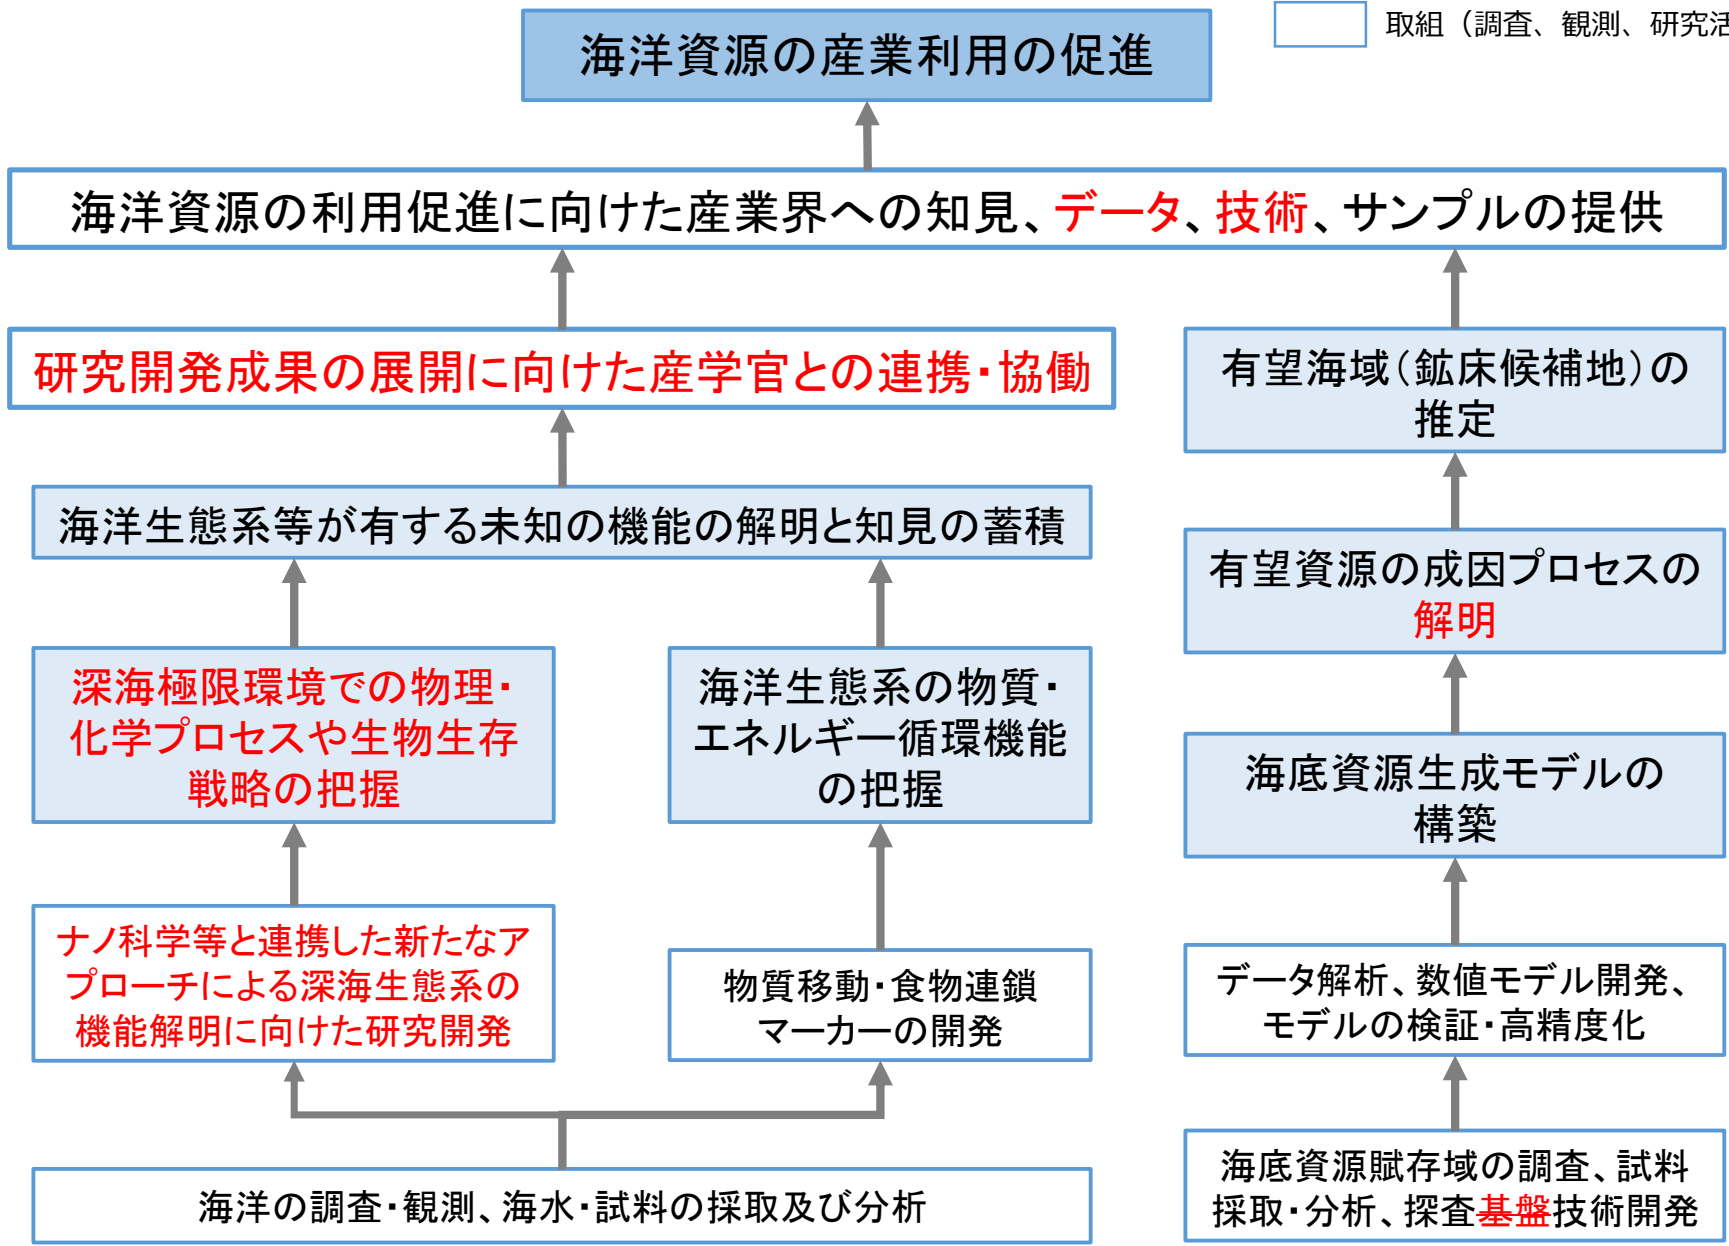 取組（調査、観測、研究活
海洋資源の産業利用の促進
海洋資源の利用促進に向けた産業界への知見、データ、技術、サンプルの提供
研究開発成果の展開に向けた産学官との連携・協働
有望海域（鉱床候補地）の
推定
海洋生態系等が有する未知の機能の解明と知見の蓄積
有望資源の成因プロセスの
解明
深海極限環境での物理・
化学プロセスや生物生存
戦略の把握
海洋生態系の物質・
エネルギー循環機能
の把握
海底資源生成モデルの
構築
ナノ科学等と連携した新たなア
プローチによる深海生態系の
機能解明に向けた研究開発
物質移動・食物連鎖
マーカーの開発
データ解析、数値モデル開発、
モデルの検証・高精度化
海洋の調査・観測、海水・試料の採取及び分析
海底資源賦存域の調査、試料
採取・分析、探査基盤技術開発